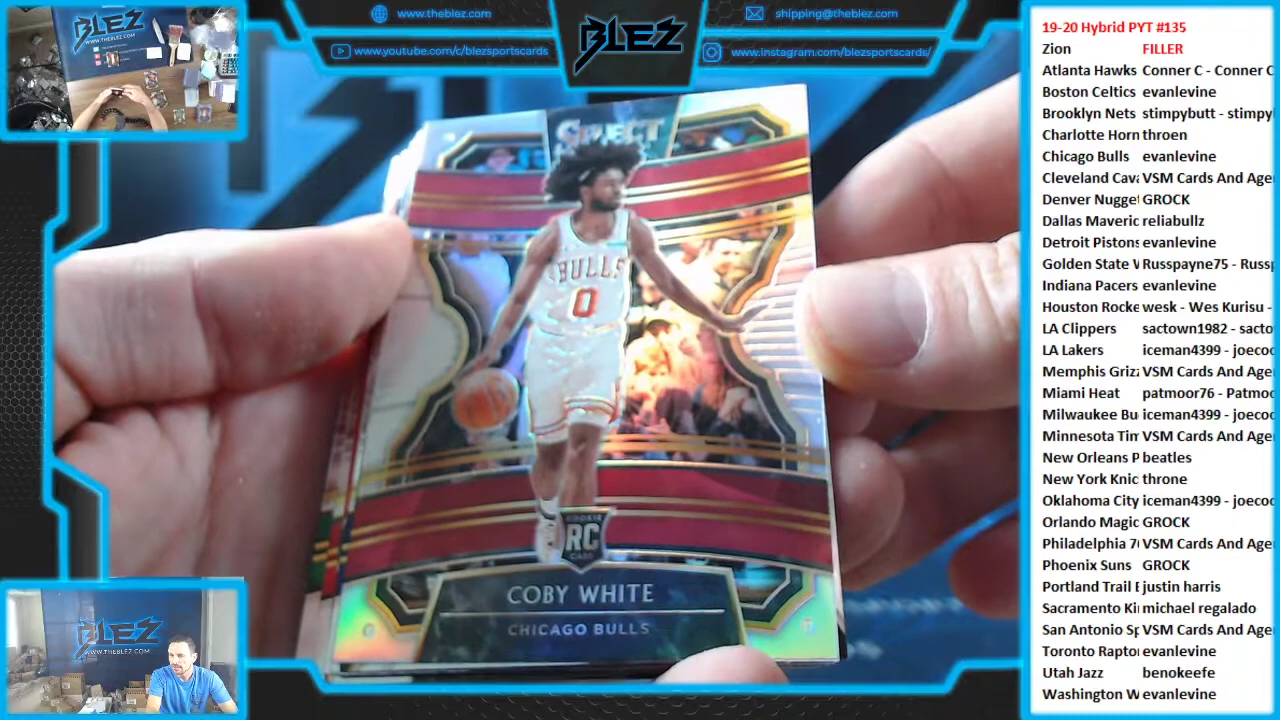 BLEZ
WWW.THEBLEZ.COM
www.theblez.com
www.youtube.com/c/blezsportscards
BLEZ
shipping@theblez.com
www.instagram.com/blezsportscards/
SELECT
BULLS
0
ROOKIE
RC
CARD
COBY WHITE
CHICAGO BULLS
BLEZ
WWW.THEBLEZ.COM
19-20 Hybrid PYT #135
Zion FILLER
Atlanta Hawks Conner C - Conner C
Boston Celtics evanlevine
Brooklyn Nets stimpybutt - stimpy
Charlotte Horn throen
Chicago Bulls evanlevine
Cleveland Cava VSM Cards And Age
Denver Nugget GROCK
Dallas Maveric reliabullz
Detroit Pistons evanlevine
Golden State Russpayne75 - Russp
Indiana Pacers evanlevine
Houston Rocke wesk - Wes Kurisu -
LA Clippers sactown1982 - sacto
LA Lakers iceman4399 - joecoo
Memphis Griz VSM Cards And Age
Miami Heat patmoor76 - Patmo
Milwaukee Bu iceman4399 - joecoo
Minnesota Tim VSM Cards And Age
New Orleans P beatles
New York Knic throne
Oklahoma City iceman4399 - joecoo
Orlando Magic GROCK
Philadelphia 7 VSM Cards And Age
Phoenix Suns GROCK
Portland Trail justin harris
Sacramento Ki michael regalado
San Antonio Sp VSM Cards And Age
Toronto Rapto evanlevine
Utah Jazz benokeefe
Washington W evanlevine